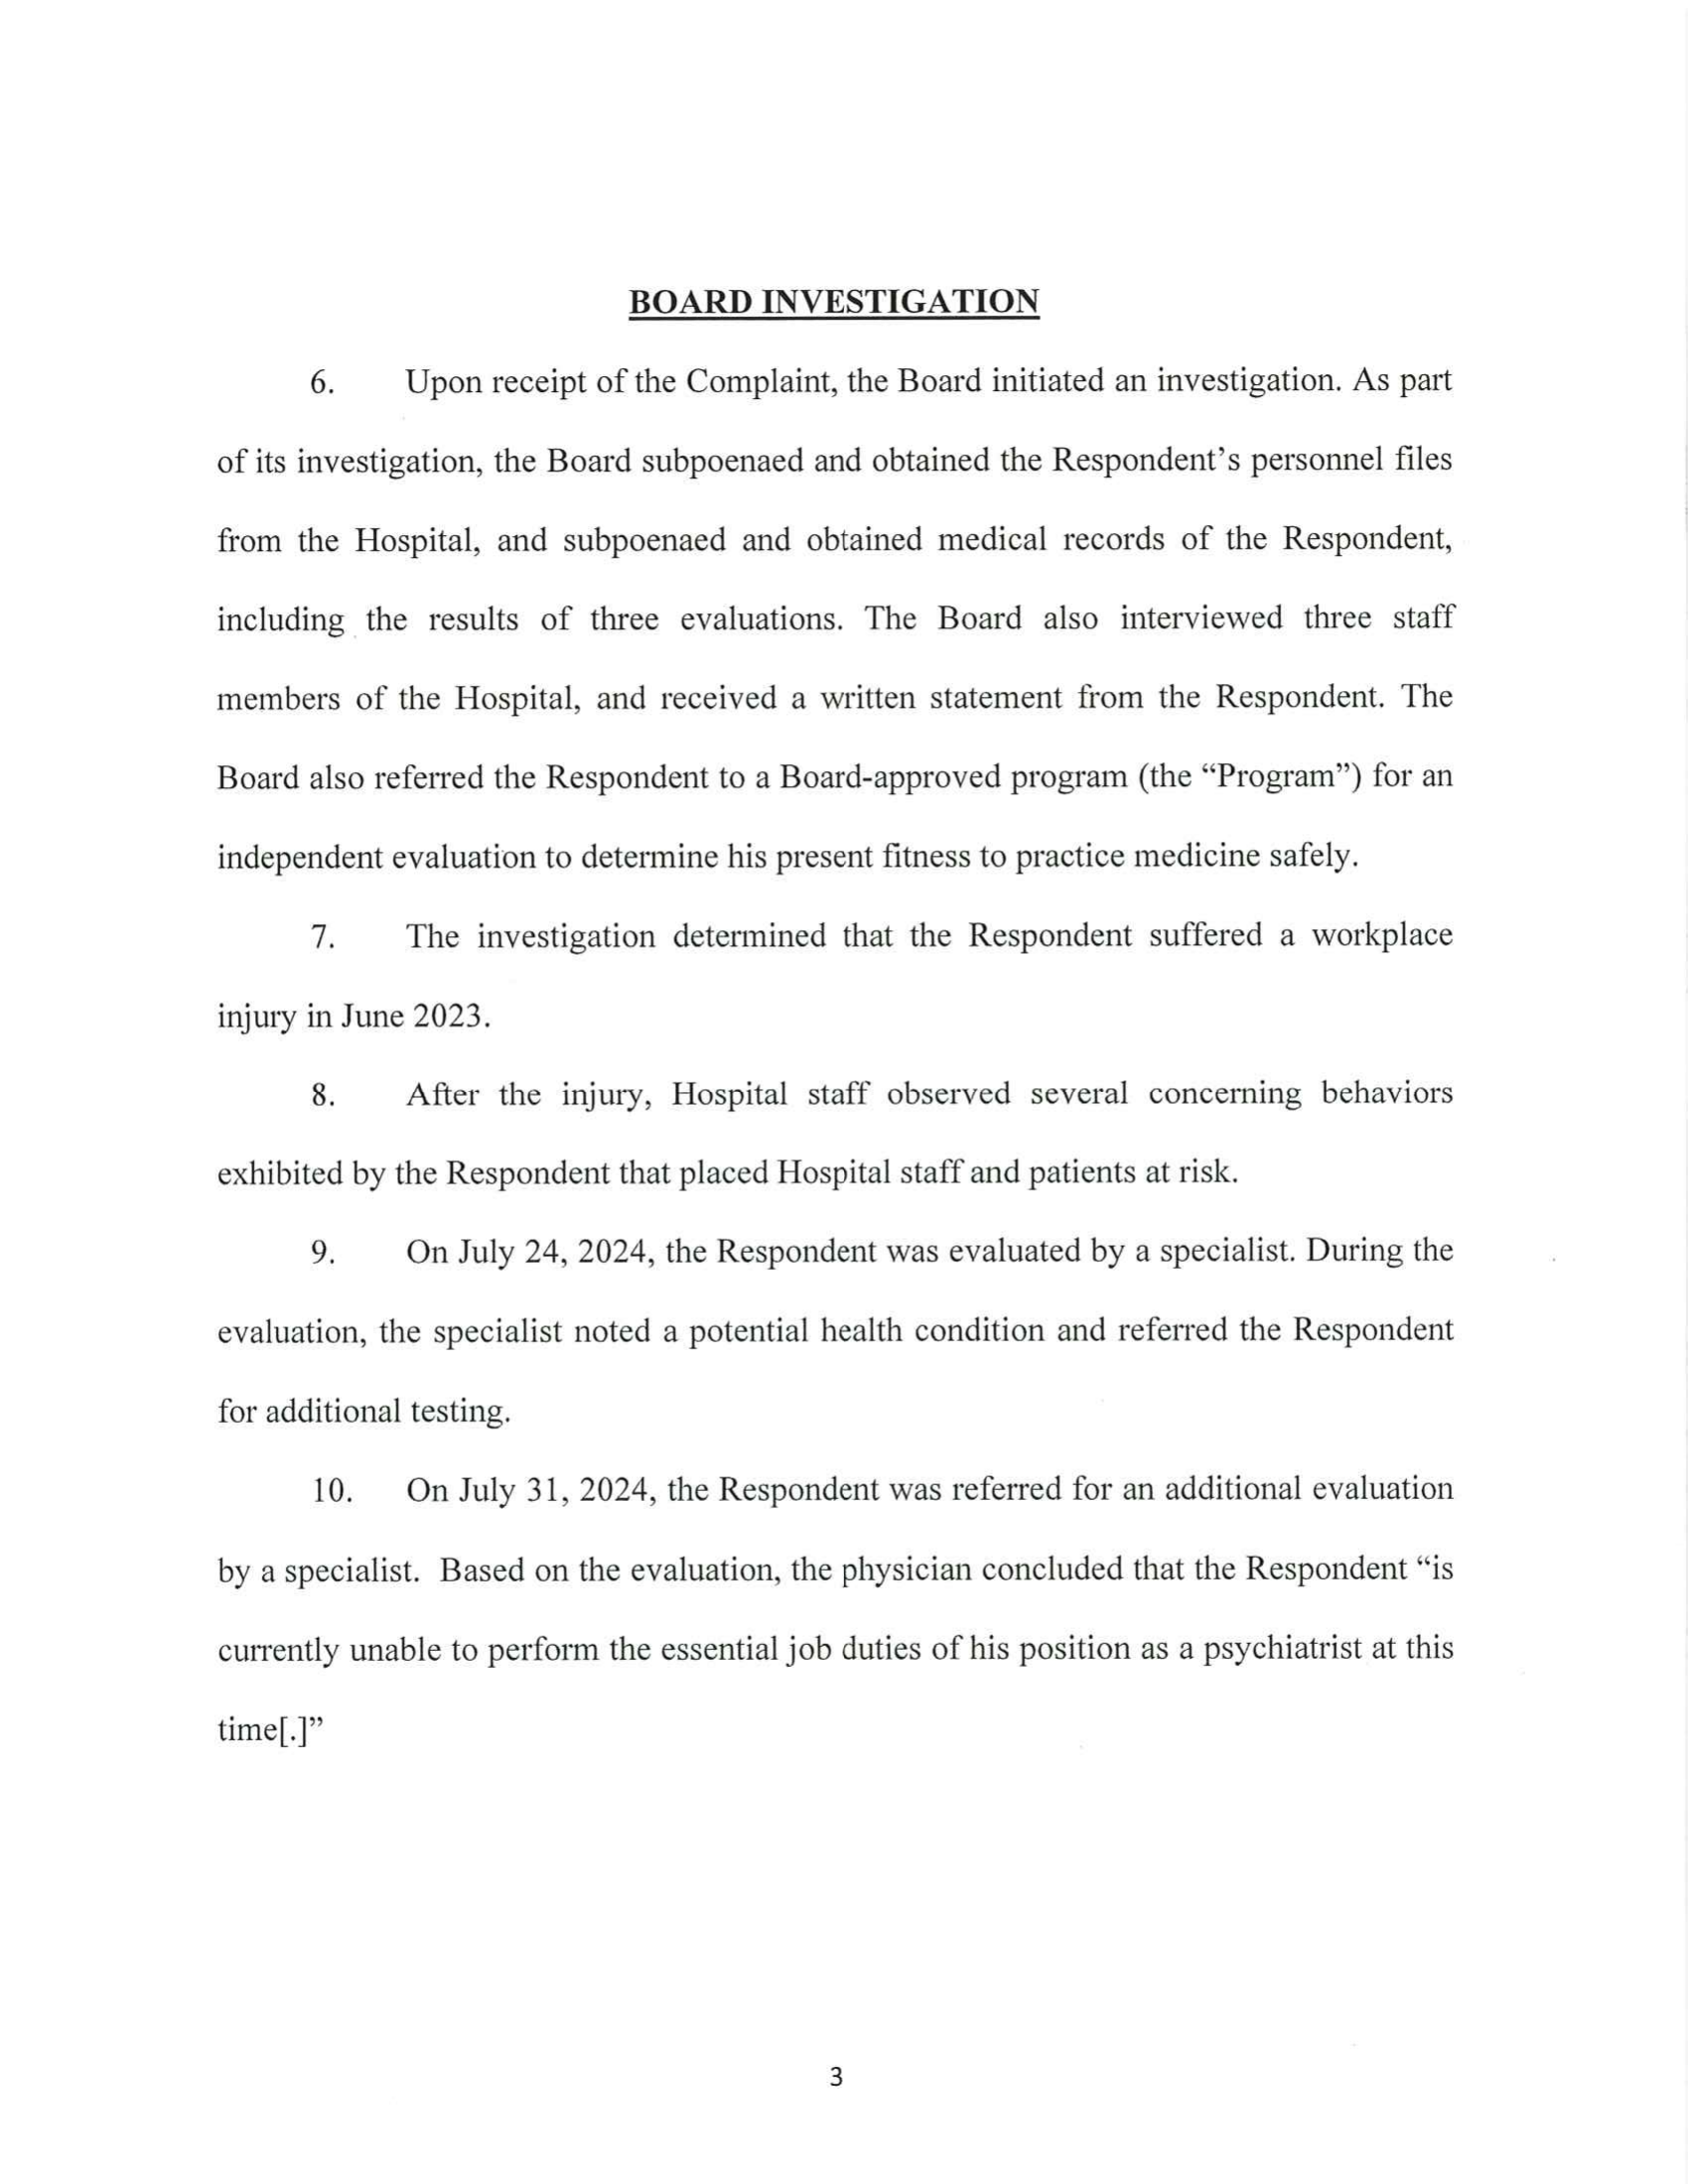 BOARD INVESTIGATION
6. Upon receipt of the Complaint, the Board initiated an investigation. As part
of its investigation, the Board subpoenaed and obtained the Respondent’s personnel files
from the Hospital, and subpoenaed and obtained medical records of the Respondent,
including the results of three evaluations. The Board also interviewed three staff
members of the Hospital, and received a written statement from the Respondent. The
Board also referred the Respondent to a Board-approved program (the “Program”) for an
independent evaluation to determine his present fitness to practice medicine safely.
7. The investigation determined that the Respondent suffered a workplace
injury in June 2023.
8. After the injury, Hospital staff observed several concerning behaviors
exhibited by the Respondent that placed Hospital staff and patients at risk.
9. On July 24, 2024, the Respondent was evaluated by a specialist. During the
evaluation, the specialist noted a potential health condition and referred the Respondent
for additional testing.
10. On July 31, 2024, the Respondent was referred for an additional evaluation
by a specialist. Based on the evaluation, the physician concluded that the Respondent “is
currently unable to perform the essential job duties of his position as a psychiatrist at this
time[.]”
3